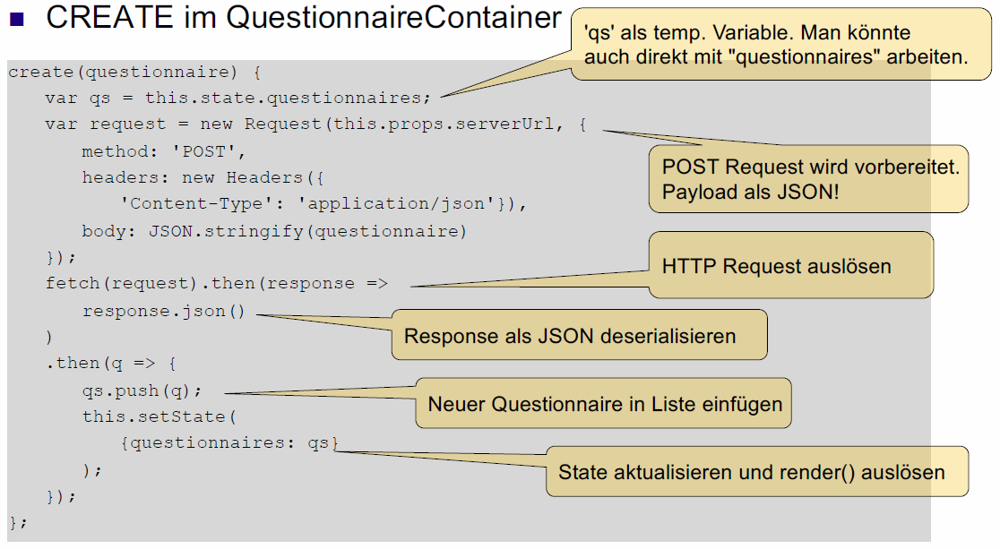 CREATE im QuestionnaireContainer
'qs' als temp. Variable. Man könnte
auch direkt mit "questionnaires" arbeiten.
create(questionnaire) {
var qs = this.state.questionnaires;
var request = new Request(this.props.serverUrl, {
method: 'POST',
headers: new Headers({
'Content-Type': 'application/json'}),
body: JSON.stringify(questionnaire)
});
POST Request wird vorbereitet.
Payload als JSON!
fetch(request).then(response =>
HTTP Request auslösen
response.json()
Response als JSON deserialisieren
)
.then(q => {
qs.push(q);
Neuer Questionnaire in Liste einfügen
this.setState(
{questionnaires: qs}
State aktualisieren und render() auslösen
);
});
};